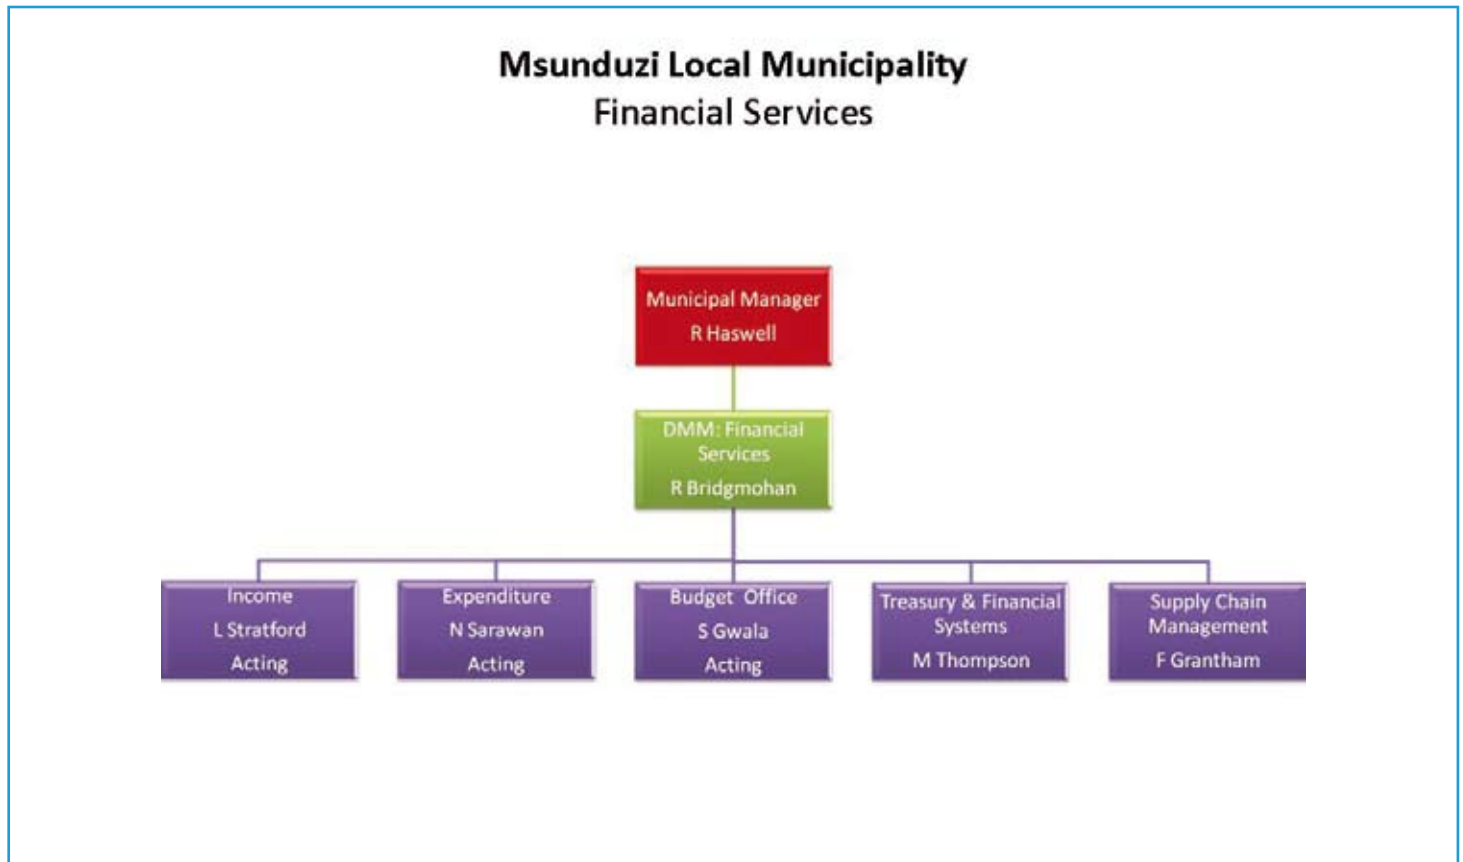 Msunduzi Local Municipality
Financial Services
Municipal Manager
R Haswell
DMM: Financial
Services
R Bridgmohan
Income
L Stratford
Acting
Expenditure
N Sarawan
Acting
Budget Office
S Gwala
Acting
Treasury & Financial
Systems
M Thompson
Supply Chain
Management
F Grantham